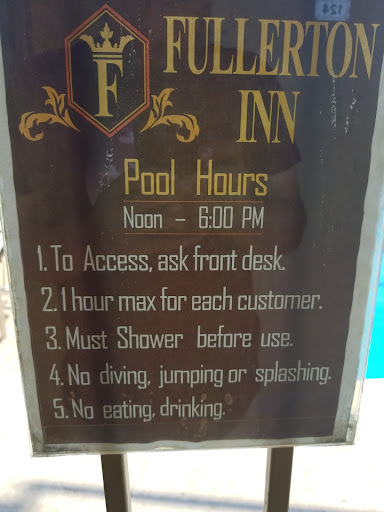 124
F
FULLERTON
INN
Pool Hours
Noon - 6:00 PM
1. To Access, ask front desk.
2. 1 hour max for each customer.
3. Must Shower before use.
4. No diving, jumping or splashing.
5. No eating, drinking.